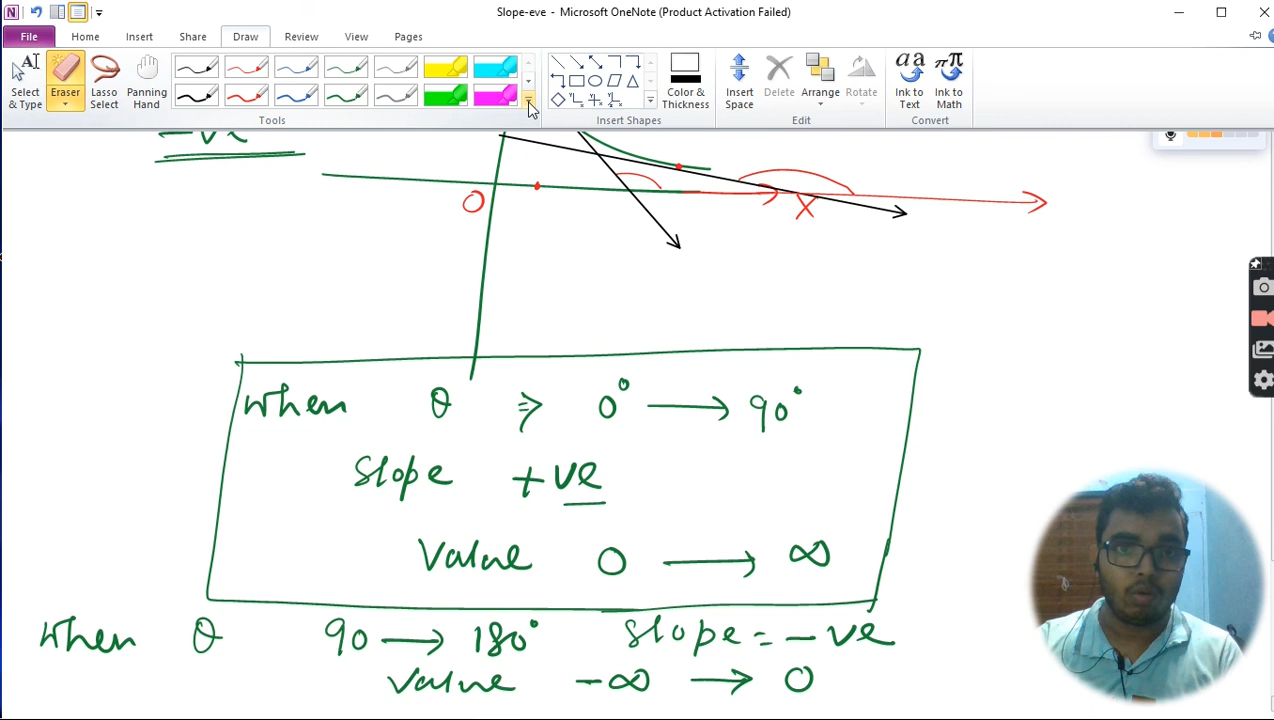 Slope-eve - Microsoft OneNote (Product Activation Failed)
File Home Insert Share Draw Review View Pages
Select & Type
Eraser
Lasso Select
Panning Hand
Color & Thickness
Insert Space
Delete
Arrange
Rotate
Ink to Text
Ink to Math
Tools
Insert Shapes
Edit
Convert
-ve
O
X
When θ ⇒ 0° → 90°
Slope +ve
Value 0 → ∞
When θ 90 → 180° Slope = -ve
Value -∞ → 0